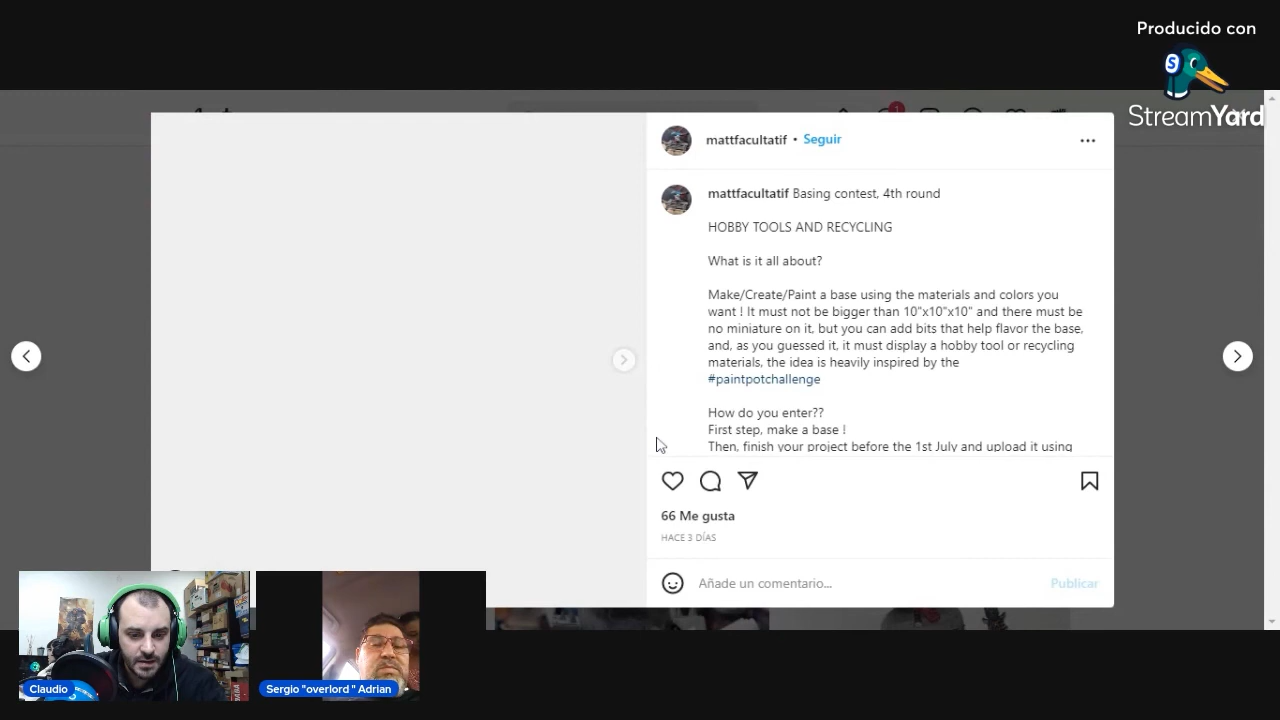 Producido con
StreamYard
1
mattfacultatif • Seguir
mattfacultatif Basing contest, 4th round
HOBBY TOOLS AND RECYCLING
What is it all about?
Make/Create/Paint a base using the materials and colors you
want ! It must not be bigger than 10"x10"x10" and there must be
no miniature on it, but you can add bits that help flavor the base,
and, as you guessed it, it must display a hobby tool or recycling
materials, the idea is heavily inspired by the
#paintpotchallenge
How do you enter??
First step, make a base !
Then, finish your project before the 1st July and upload it using
66 Me gusta
HACE 3 DÍAS
Añade un comentario...
Publicar
Claudio
Sergio "overlord " Adrian